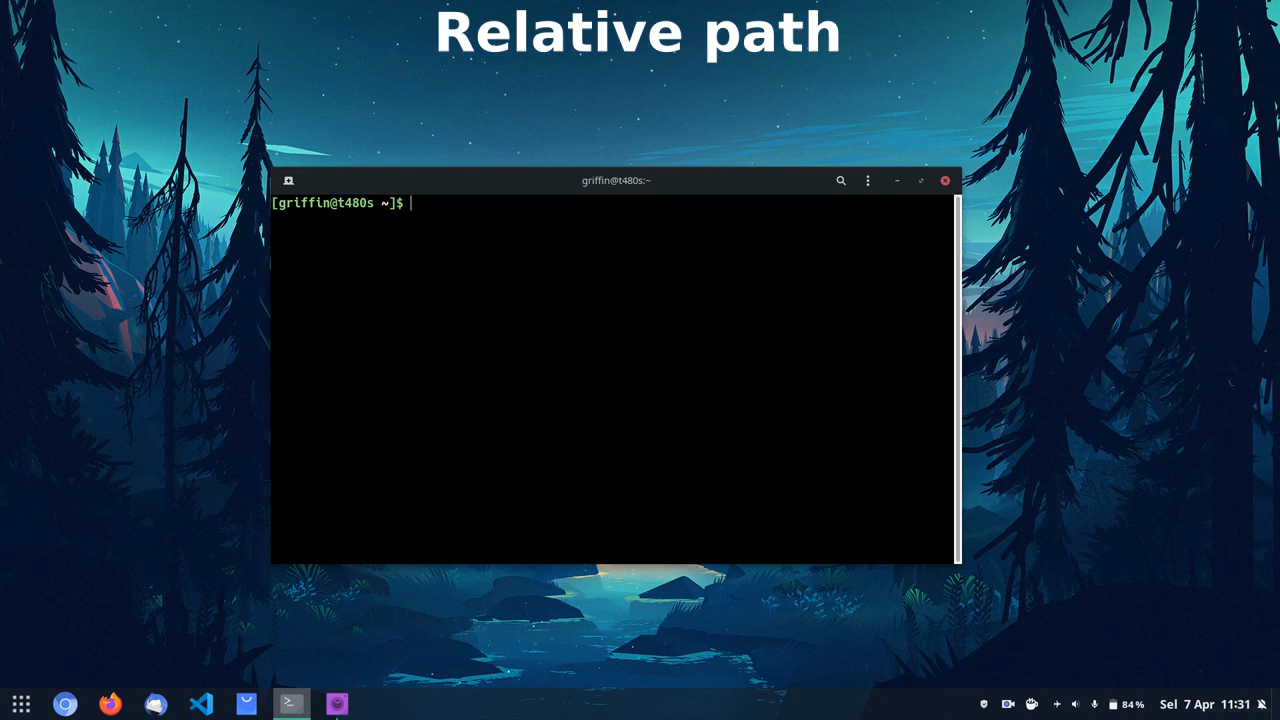 Relative path
griffin@t480s:~
[griffin@t480s ~]$
84 %
Sel 7 Apr 11:31